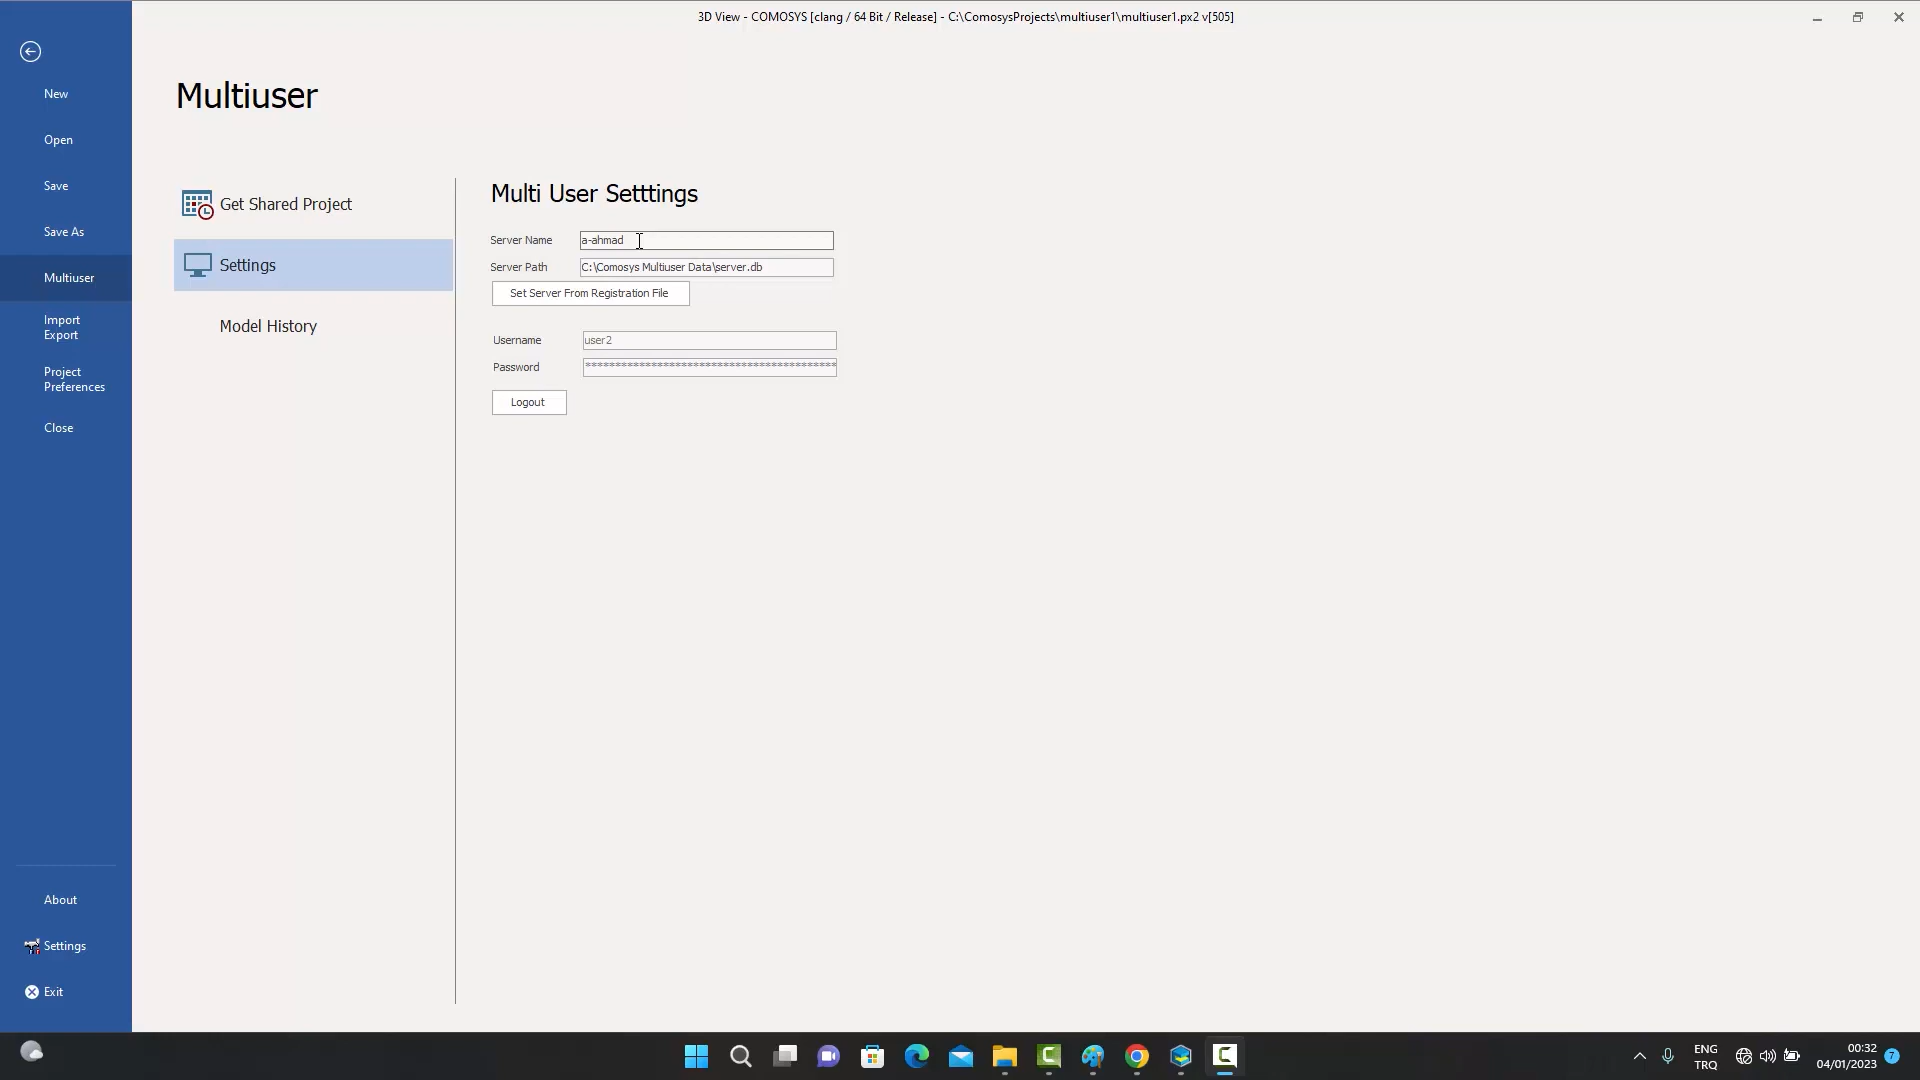 3D View - COMOSYS [clang / 64 Bit / Release] - C:\ComosysProjects\multiuser1\multiuser1.px2 v[505]
New
Open
Save
Save As
Multiuser
Import
Export
Project
Preferences
Close
About
Settings
Exit
Multiuser
Get Shared Project
Settings
Model History
Multi User Setttings
Server Name a-ahmad
Server Path C:\Comosys Multiuser Data\server.db
Set Server From Registration File
Username user2
Password ******************************************
Logout
ENG
TRQ
00:32
04/01/2023
7